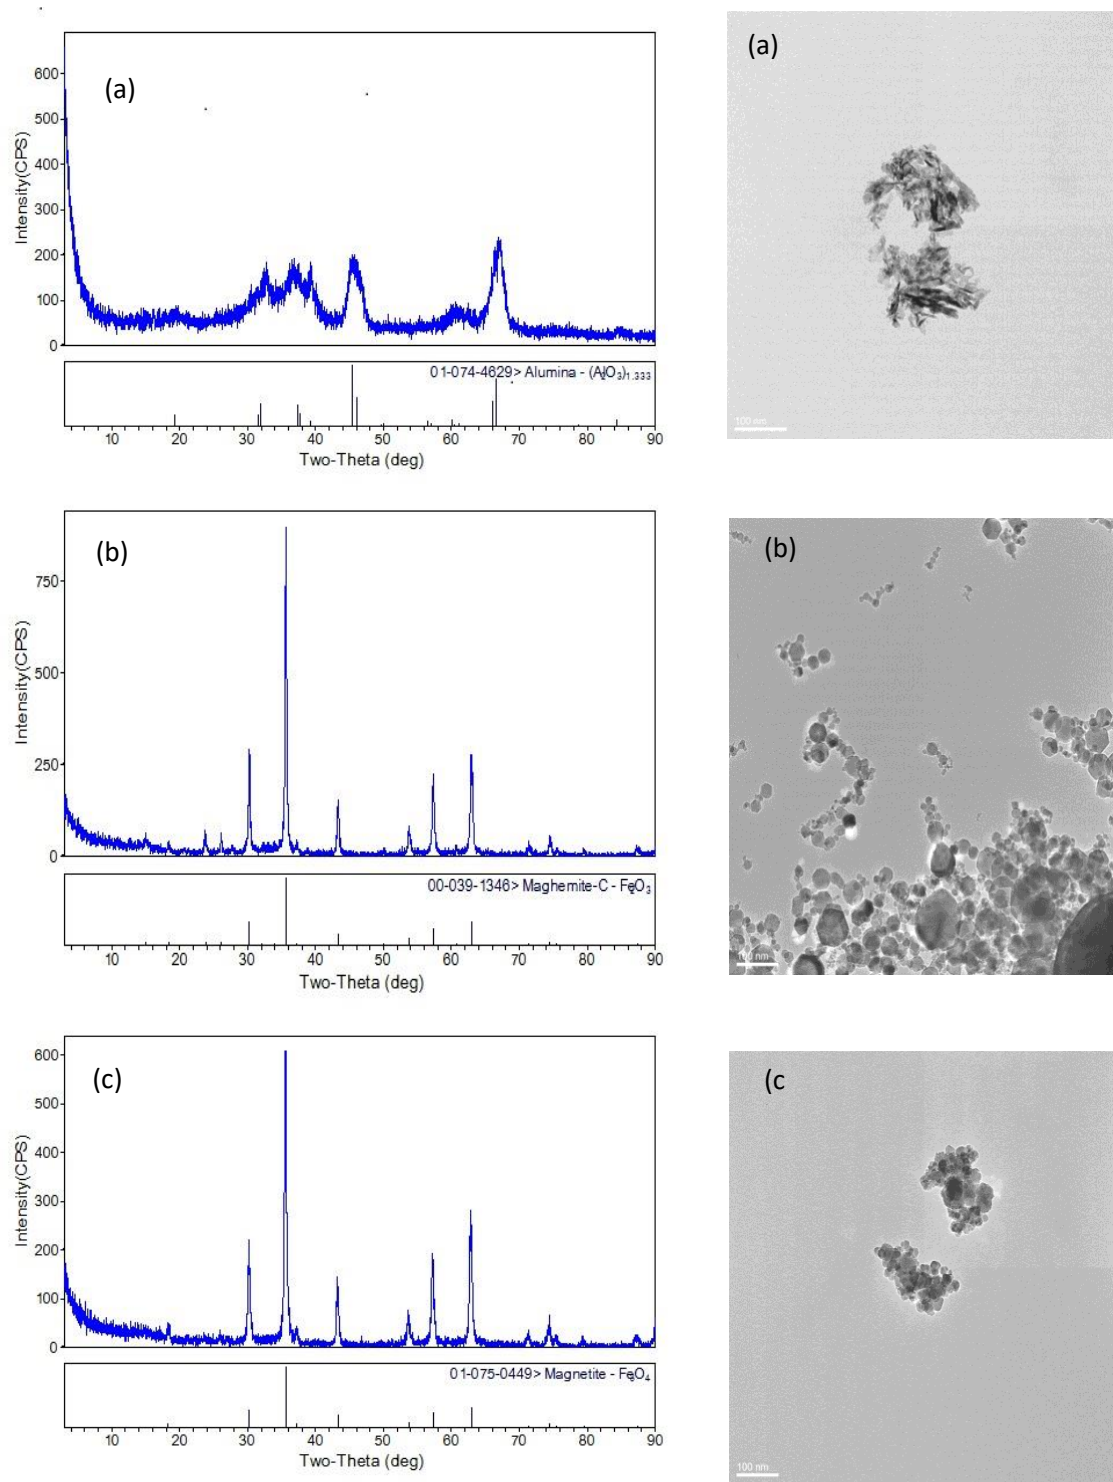 (a)
600
500
400
300
200
100
0
Intensity(CPS)
01-074-4629> Alumina - (Al2O3)1.333
10 20 30 40 50 60 70 80 90
Two-Theta (deg)
(a)
100 nm
(b)
750
500
250
0
Intensity(CPS)
00-039-1346> Maghemite-C - Fe2O3
10 20 30 40 50 60 70 80 90
Two-Theta (deg)
(b)
100 nm
(c)
600
500
400
300
200
100
0
Intensity(CPS)
01-075-0449> Magnetite - Fe3O4
10 20 30 40 50 60 70 80 90
Two-Theta (deg)
(c
100 nm